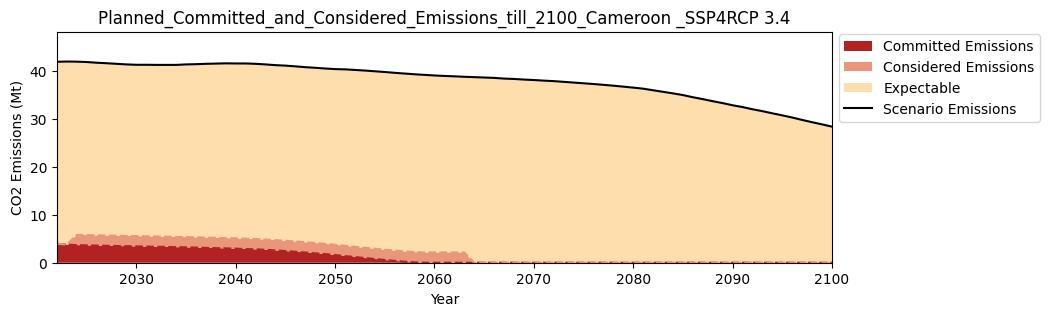 Planned_Committed_and_Considered_Emissions_till_2100_Cameroon _SSP4RCP 3.4
CO2 Emissions (Mt)
40
30
20
10
0
2030 2040 2050 2060 2070 2080 2090 2100
Year
Committed Emissions
Considered Emissions
Expectable
Scenario Emissions